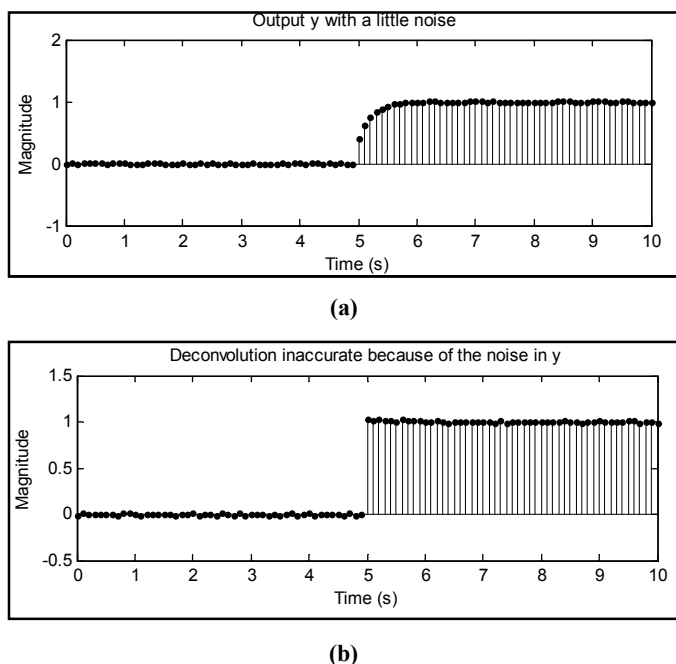 Output y with a little noise
2
1
0
-1
Magnitude
0 1 2 3 4 5 6 7 8 9 10
Time (s)
(a)
Deconvolution inaccurate because of the noise in y
1.5
1
0.5
0
-0.5
Magnitude
0 1 2 3 4 5 6 7 8 9 10
Time (s)
(b)